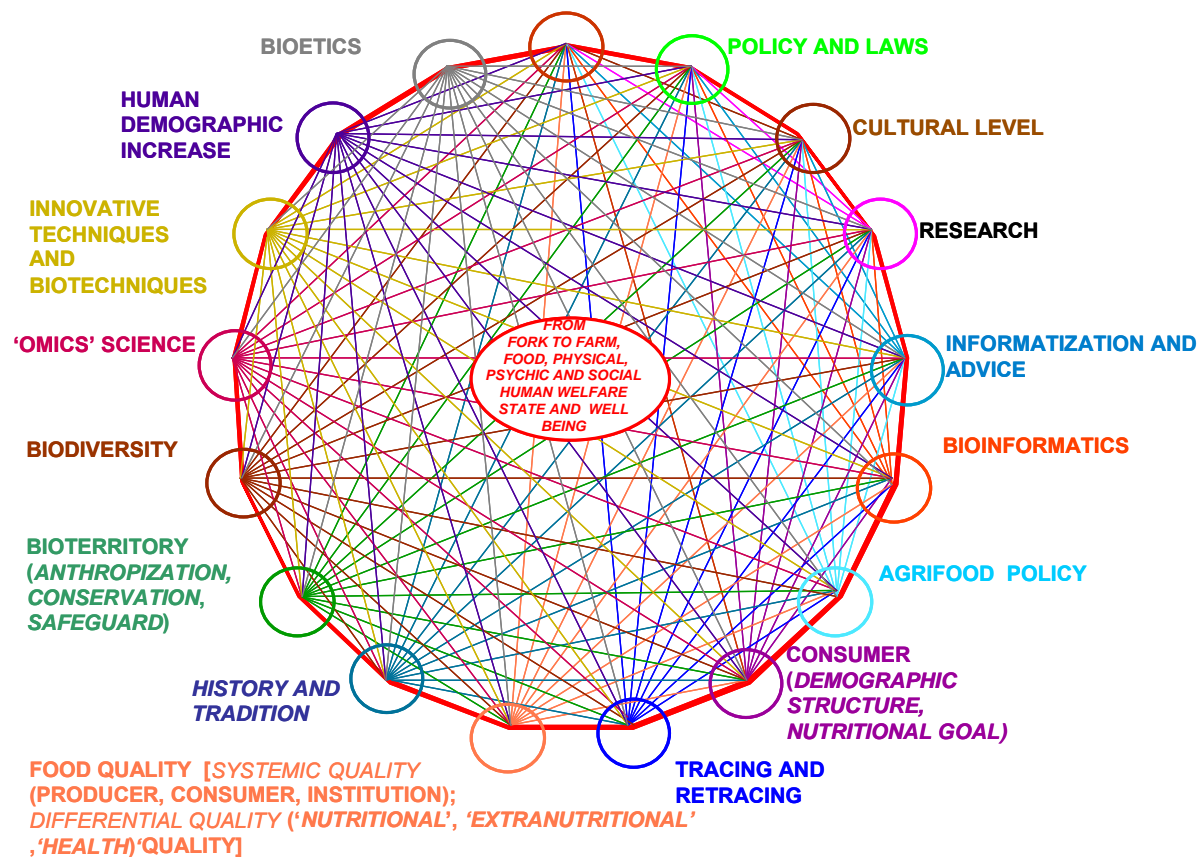 BIOETICS
POLICY AND LAWS
HUMAN
DEMOGRAPHIC
INCREASE
CULTURAL LEVEL
INNOVATIVE
TECHNIQUES
AND
BIOTECHNIQUES
RESEARCH
‘OMICS’ SCIENCE
INFORMATIZATION AND
ADVICE
FROM
FORK TO FARM,
FOOD, PHYSICAL,
PSYCHIC AND SOCIAL
HUMAN WELFARE
STATE AND WELL
BEING
BIODIVERSITY
BIOINFORMATICS
BIOTERRITORY
(ANTHROPIZATION,
CONSERVATION,
SAFEGUARD)
AGRIFOOD POLICY
HISTORY AND
TRADITION
CONSUMER
(DEMOGRAPHIC
STRUCTURE,
NUTRITIONAL GOAL)
FOOD QUALITY [SYSTEMIC QUALITY
(PRODUCER, CONSUMER, INSTITUTION);
DIFFERENTIAL QUALITY (‘NUTRITIONAL’, ‘EXTRANUTRITIONAL’
,‘HEALTH)‘QUALITY]
TRACING AND
RETRACING